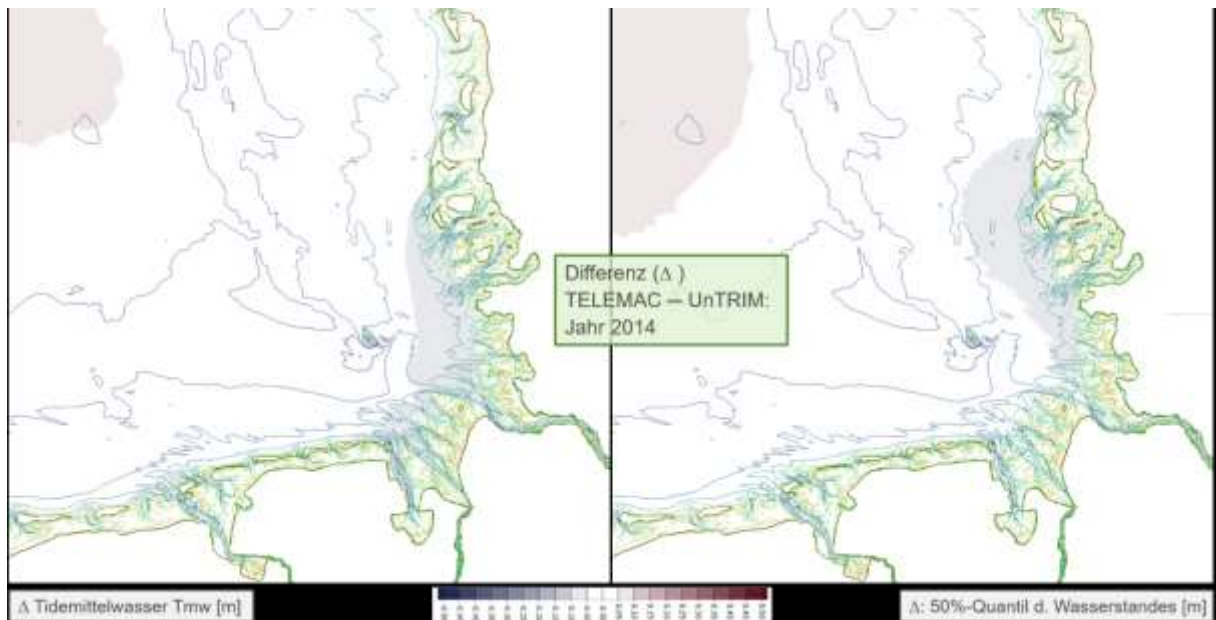 Differenz (Δ )
TELEMAC — UnTRIM:
Jahr 2014
Δ Tidemittelwasser Tmw [m]
Δ: 50%-Quantil d. Wasserstandes [m]